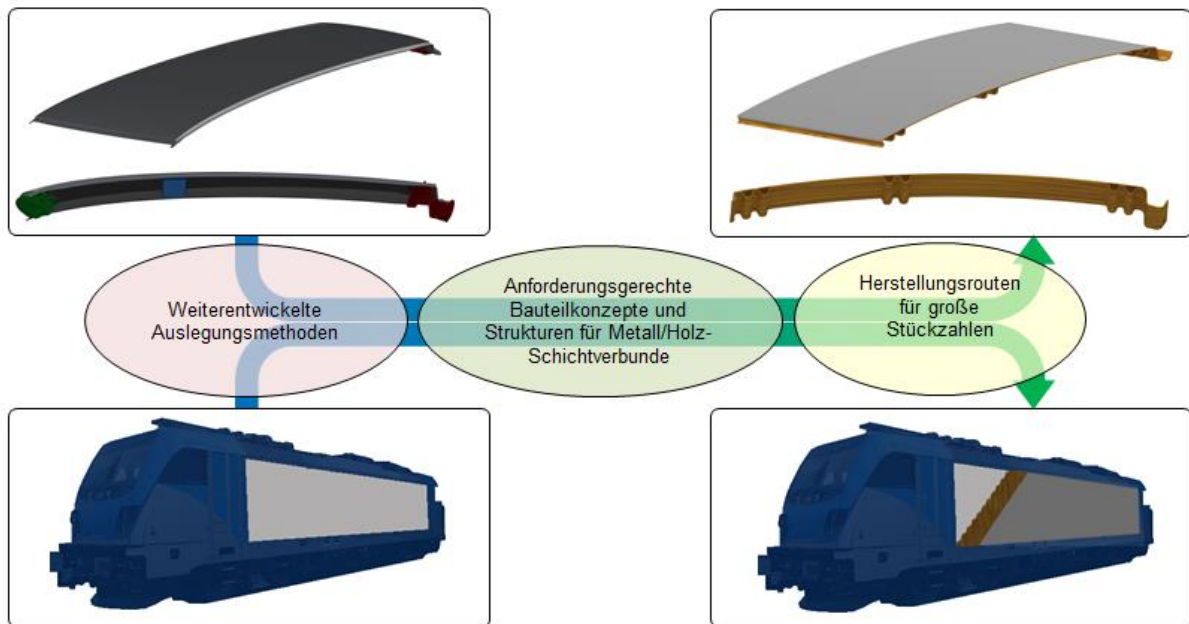 Weiterentwickelte
Auslegungsmethoden
Anforderungsgerechte
Bauteilkonzepte und
Strukturen für Metall/Holz-
Schichtverbunde
Herstellungsrouten
für große
Stückzahlen